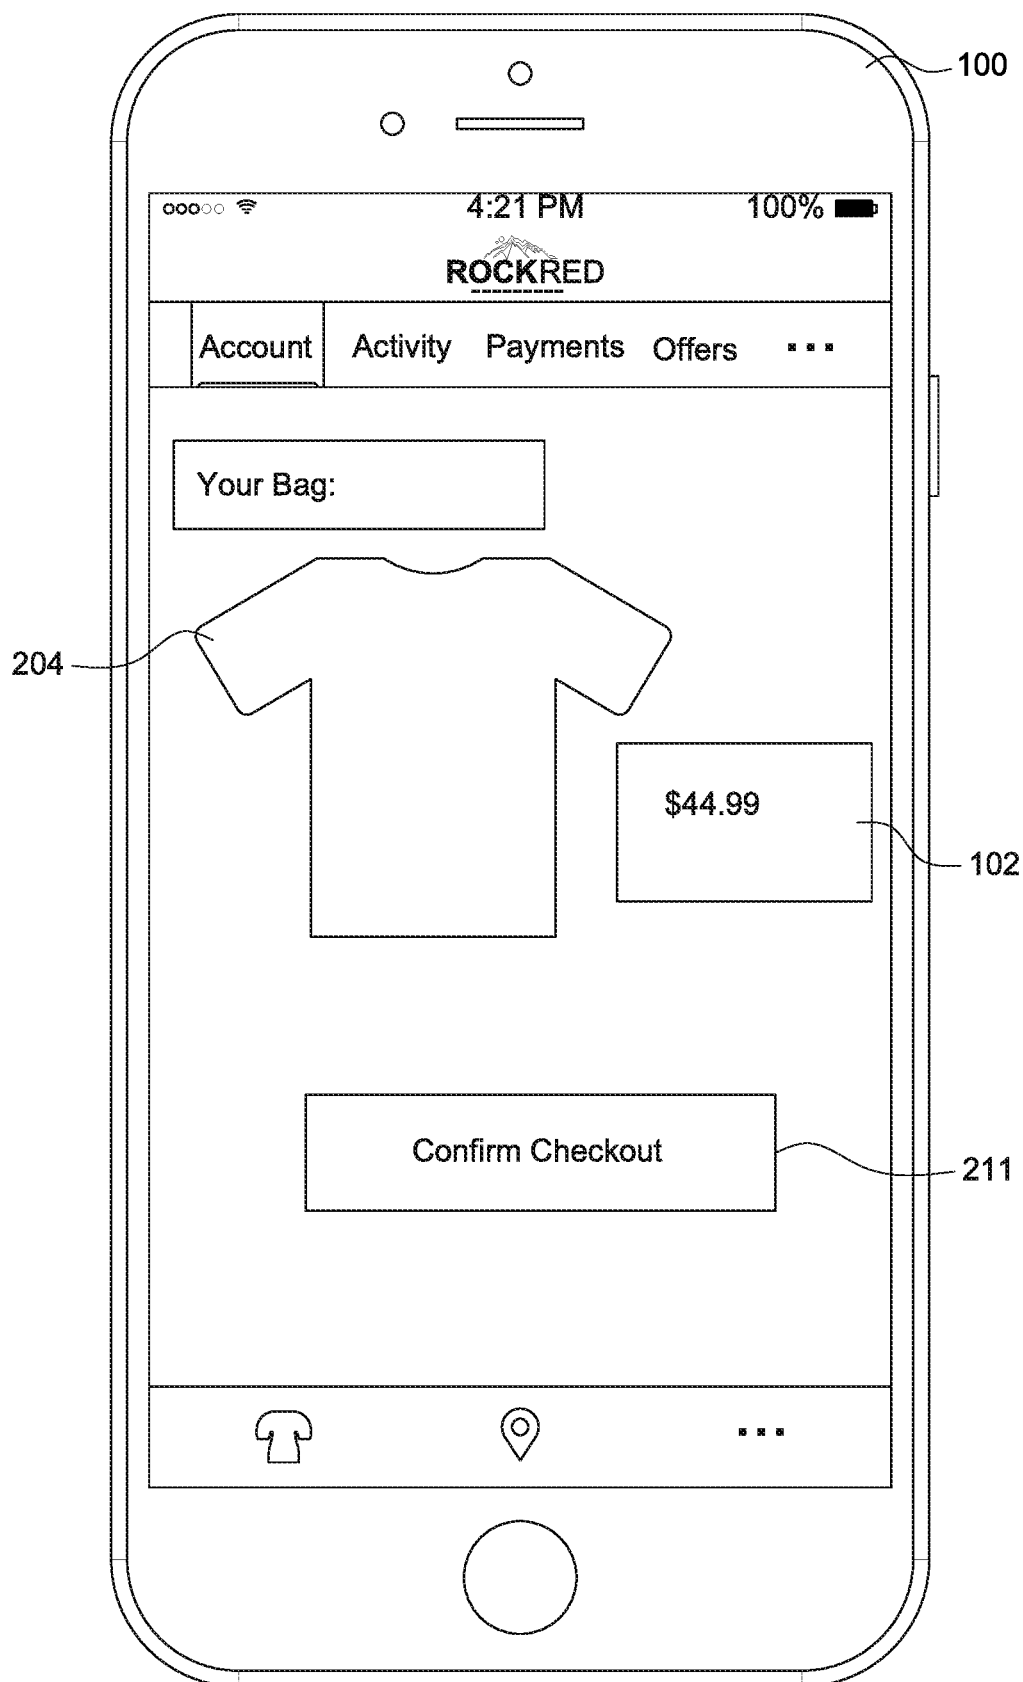 100
4:21 PM 100%
ROCKRED
Account Activity Payments Offers ...
Your Bag:
204
$44.99
102
Confirm Checkout
211
...